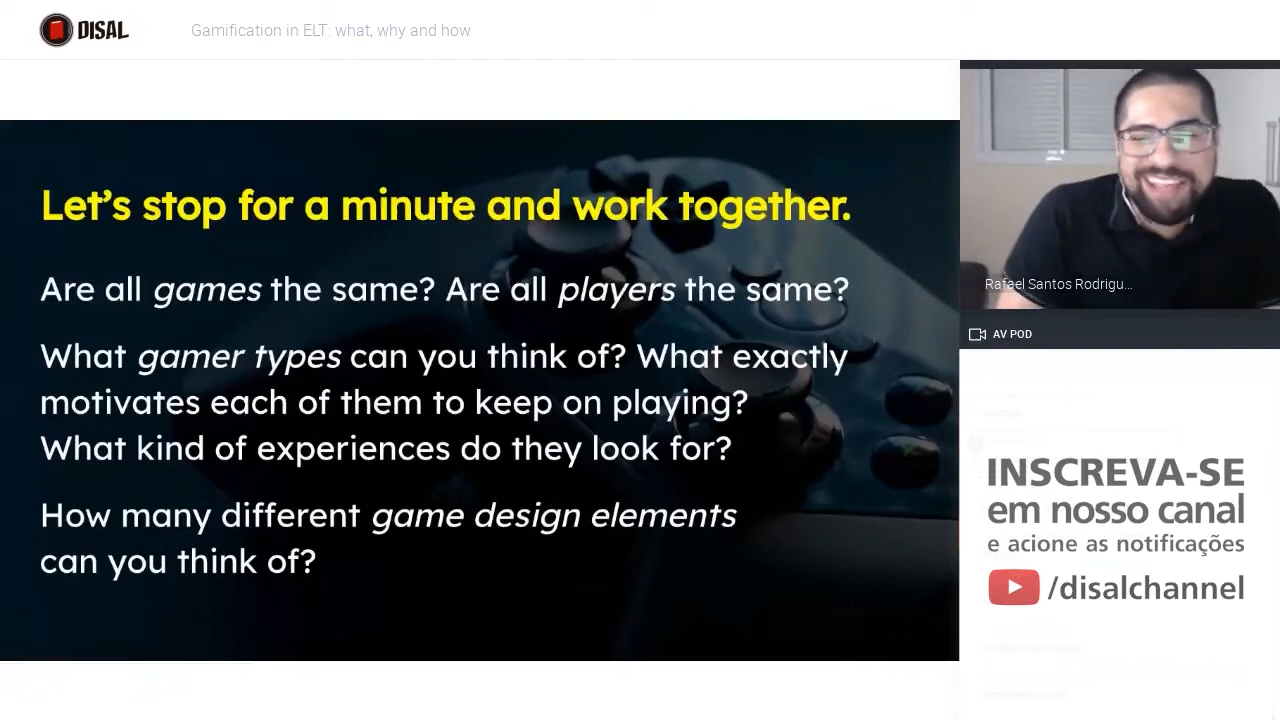 DISAL
Gamification in ELT: what, why and how
Let's stop for a minute and work together.
Are all games the same? Are all players the same?
What gamer types can you think of? What exactly
motivates each of them to keep on playing?
What kind of experiences do they look for?
How many different game design elements
can you think of?
Rafael Santos Rodrigu...
AV POD
INSCREVA-SE
em nosso canal
e acione as notificações
/disalchannel